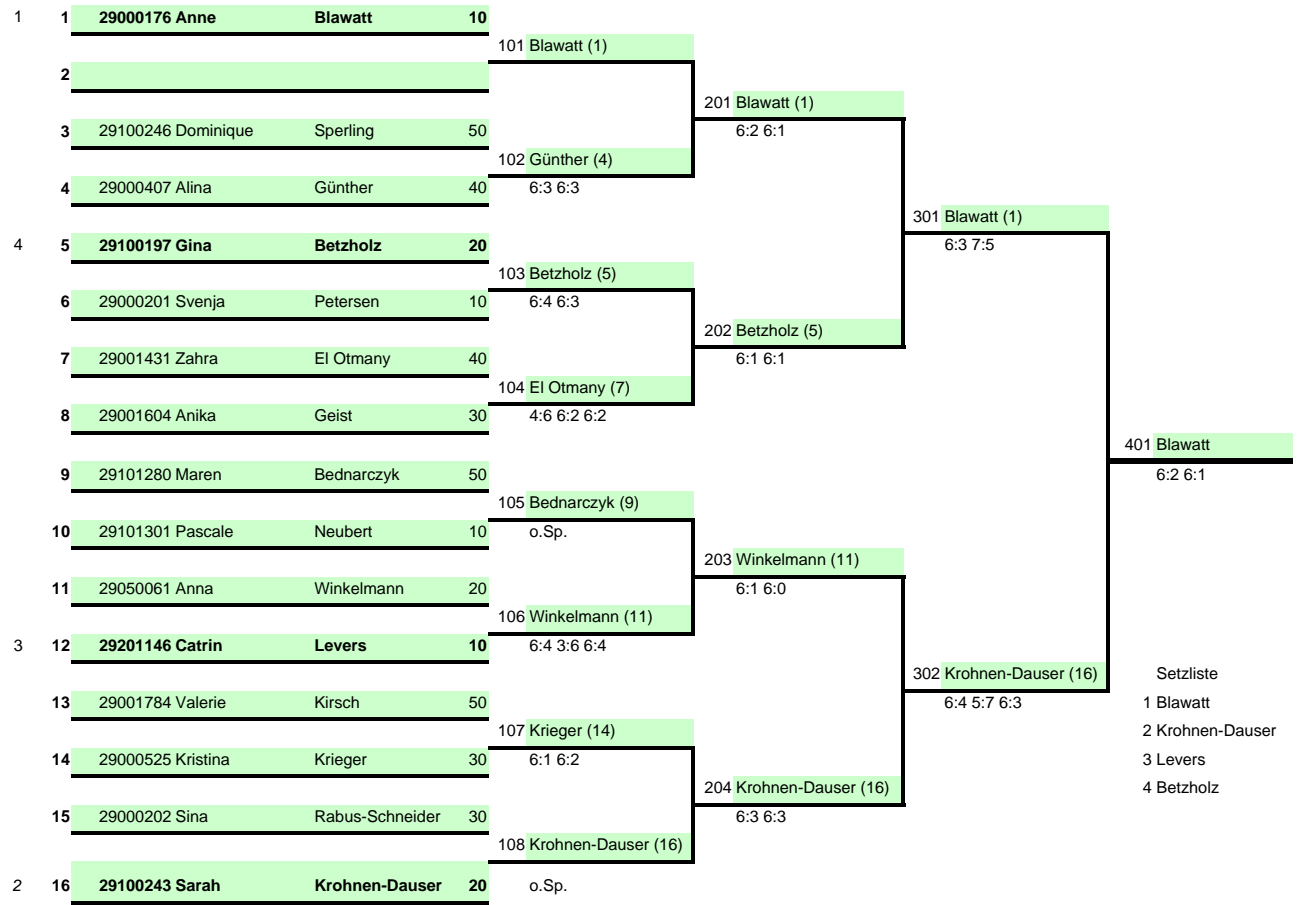 1 1 29000176 Anne Blawatt 10
101 Blawatt (1)
2
201 Blawatt (1)
3 29100246 Dominique Sperling 50
6:2 6:1
102 Günther (4)
4 29000407 Alina Günther 40
6:3 6:3
301 Blawatt (1)
4 5 29100197 Gina Betzholz 20
6:3 7:5
103 Betzholz (5)
6 29000201 Svenja Petersen 10
6:4 6:3
202 Betzholz (5)
7 29001431 Zahra El Otmany 40
6:1 6:1
104 El Otmany (7)
8 29001604 Anika Geist 30
4:6 6:2 6:2
401 Blawatt
9 29101280 Maren Bednarczyk 50
6:2 6:1
105 Bednarczyk (9)
10 29101301 Pascale Neubert 10
o.Sp.
203 Winkelmann (11)
11 29050061 Anna Winkelmann 20
6:1 6:0
106 Winkelmann (11)
3 12 29201146 Catrin Levers 10
6:4 3:6 6:4
302 Krohnen-Dauser (16)
Setzliste
13 29001784 Valerie Kirsch 50
6:4 5:7 6:3
1 Blawatt
107 Krieger (14)
2 Krohnen-Dauser
14 29000525 Kristina Krieger 30
6:1 6:2
3 Levers
204 Krohnen-Dauser (16)
4 Betzholz
15 29000202 Sina Rabus-Schneider 30
6:3 6:3
108 Krohnen-Dauser (16)
2 16 29100243 Sarah Krohnen-Dauser 20
o.Sp.